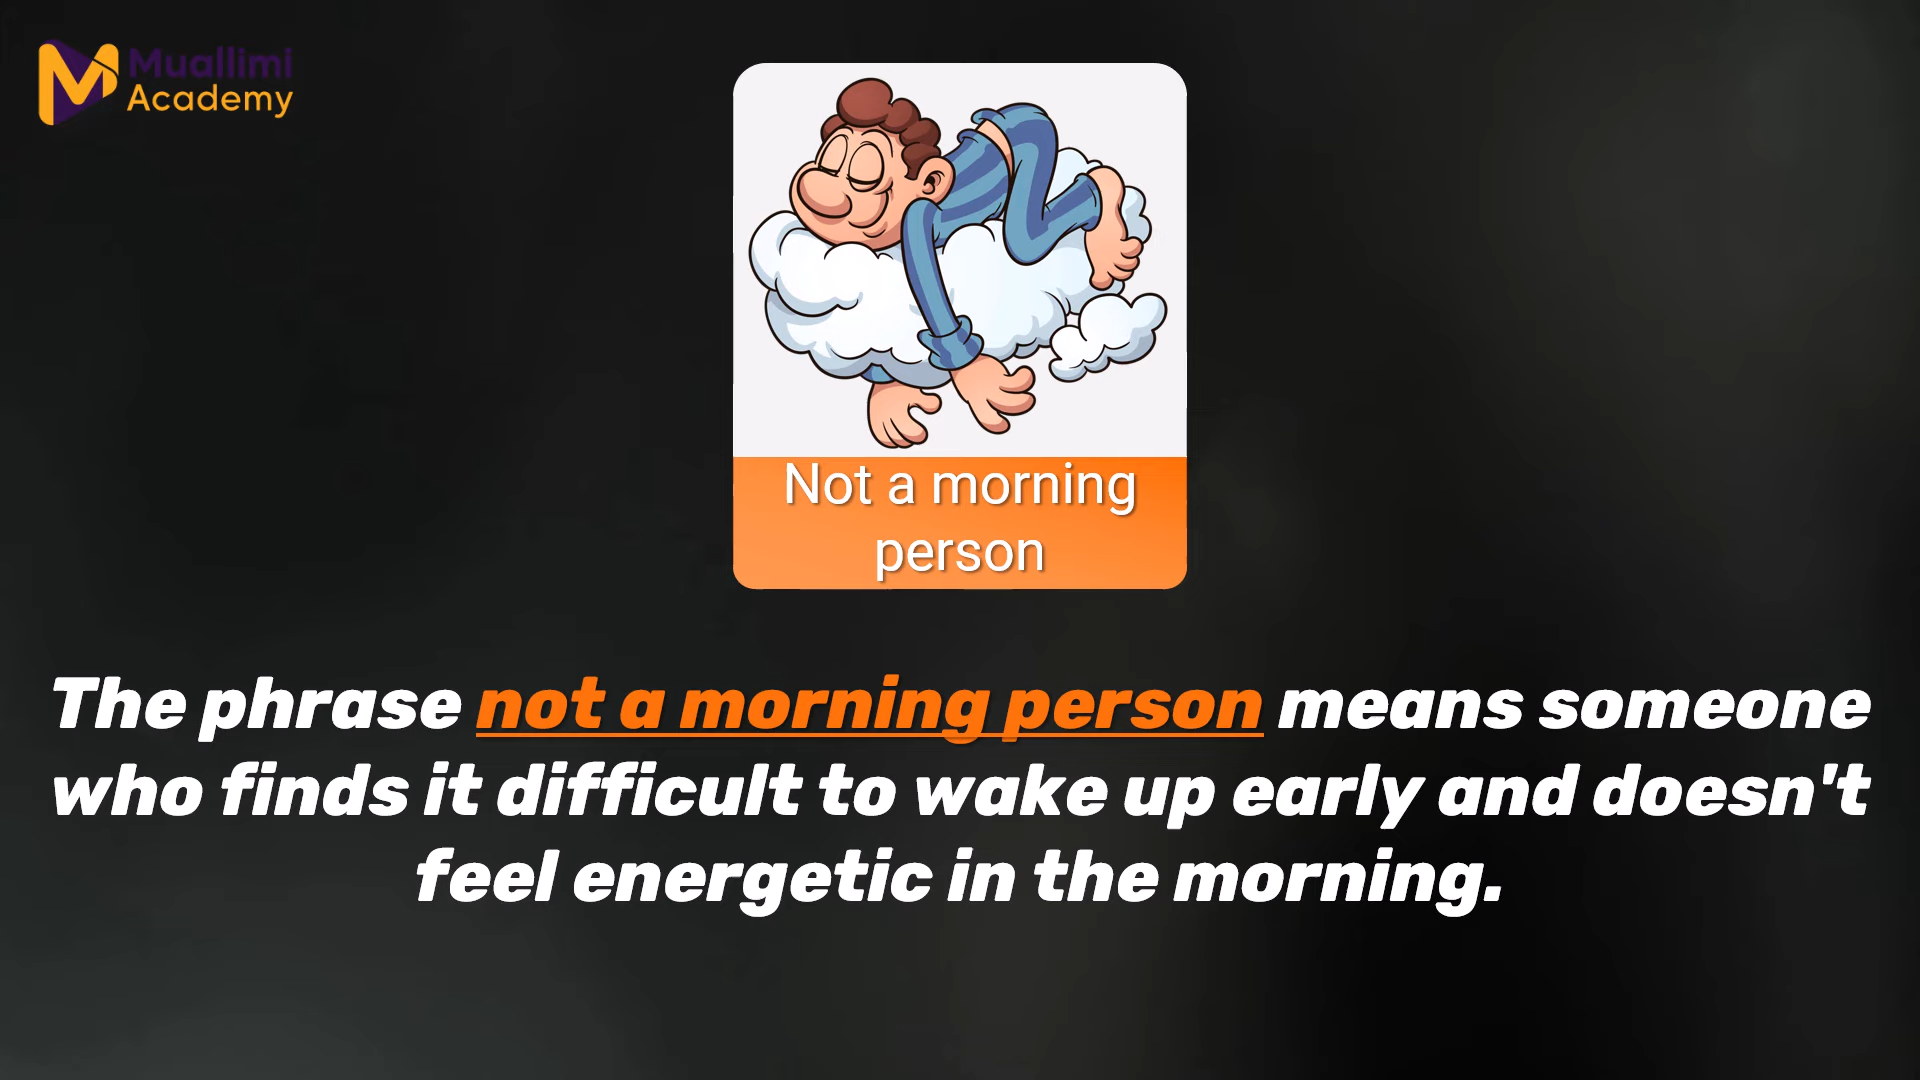 Muallimi
Academy
Not a morning
person
The phrase not a morning person means someone
who finds it difficult to wake up early and doesn't
feel energetic in the morning.